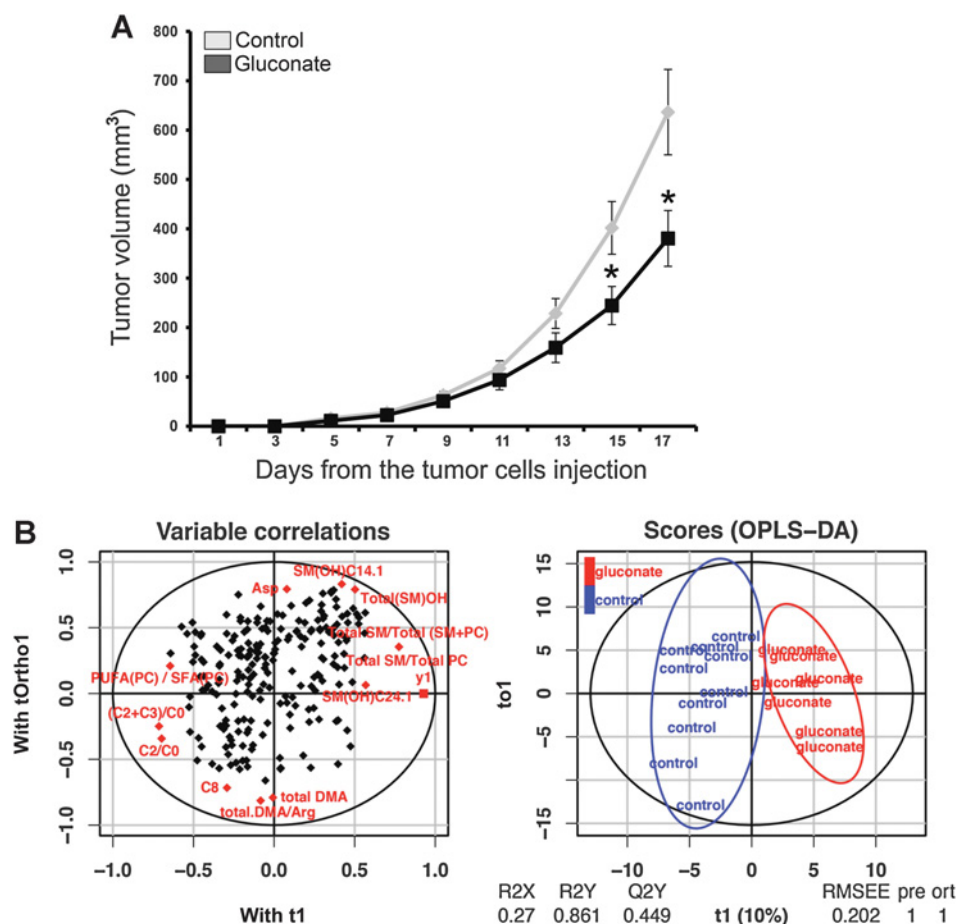 A
Control
Gluconate
Tumor volume (mm³)
800
700
600
500
400
300
200
100
0
*
*
1 3 5 7 9 11 13 15 17
Days from the tumor cells injection
B
Variable correlations
With tOrtho1
1.0
0.5
0.0
−0.5
−1.0
SM(OH)C14.1
Asp
Total(SM)OH
Total SM/Total (SM+PC)
Total SM/Total PC
PUFA(PC) / SFA(PC)
y1
SM(OH)C24.1
(C2+C3)/C0
C2/C0
C8
total DMA
total.DMA/Arg
−1.0 −0.5 0.0 0.5 1.0
With t1
Scores (OPLS−DA)
to1
15
10
5
0
−5
−15
gluconate
control
control
control
control
control
control
control
control
control
control
control
gluconate
gluconate
gluconate
gluconate
gluconate
gluconate
gluconate
−10 −5 0 5 10
R2X R2Y Q2Y RMSEE pre ort
0.27 0.861 0.449 t1 (10%) 0.202 1 1